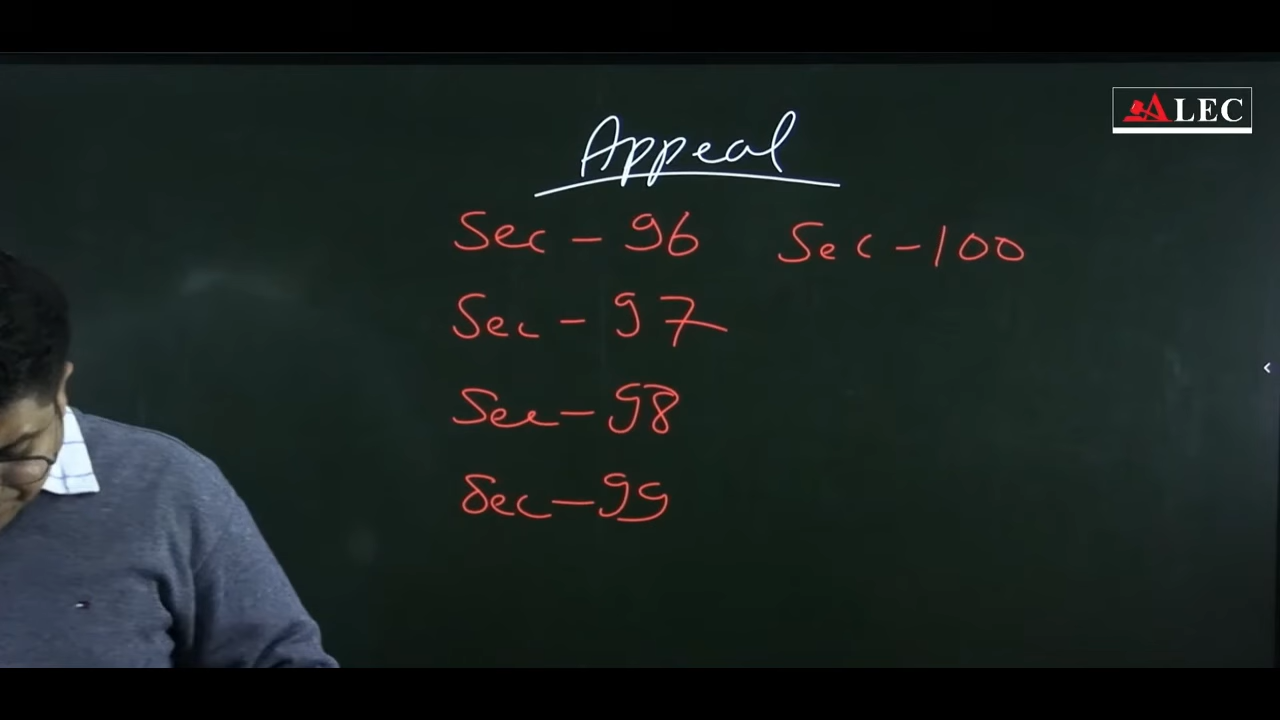 ALEC
Appeal
Sec - 96 Sec - 100
Sec - 97
Sec - 98
Sec - 99